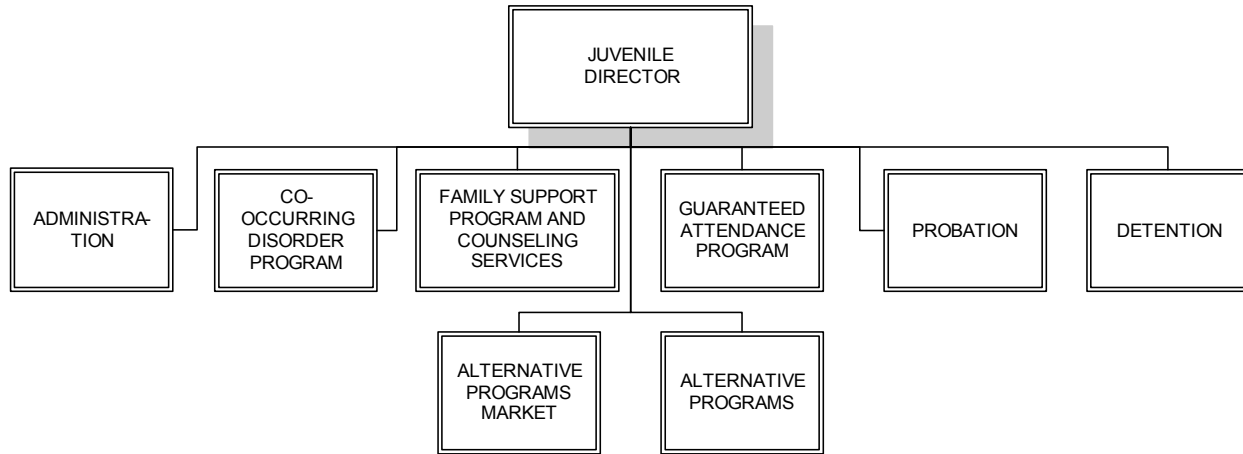 JUVENILE
DIRECTOR
ADMINISTRA-
TION
CO-
OCCURRING
DISORDER
PROGRAM
FAMILY SUPPORT
PROGRAM AND
COUNSELING
SERVICES
GUARANTEED
ATTENDANCE
PROGRAM
PROBATION
DETENTION
ALTERNATIVE
PROGRAMS
MARKET
ALTERNATIVE
PROGRAMS